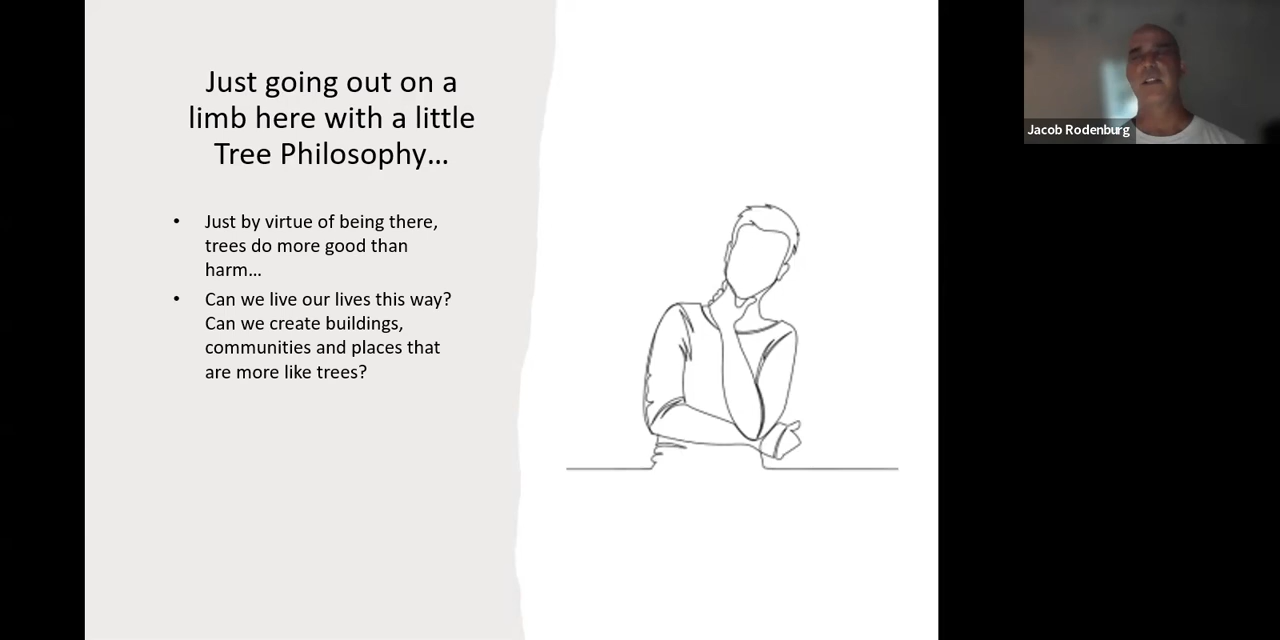 Just going out on a
limb here with a little
Tree Philosophy…
• Just by virtue of being there,
trees do more good than
harm…
• Can we live our lives this way?
Can we create buildings,
communities and places that
are more like trees?
Jacob Rodenburg